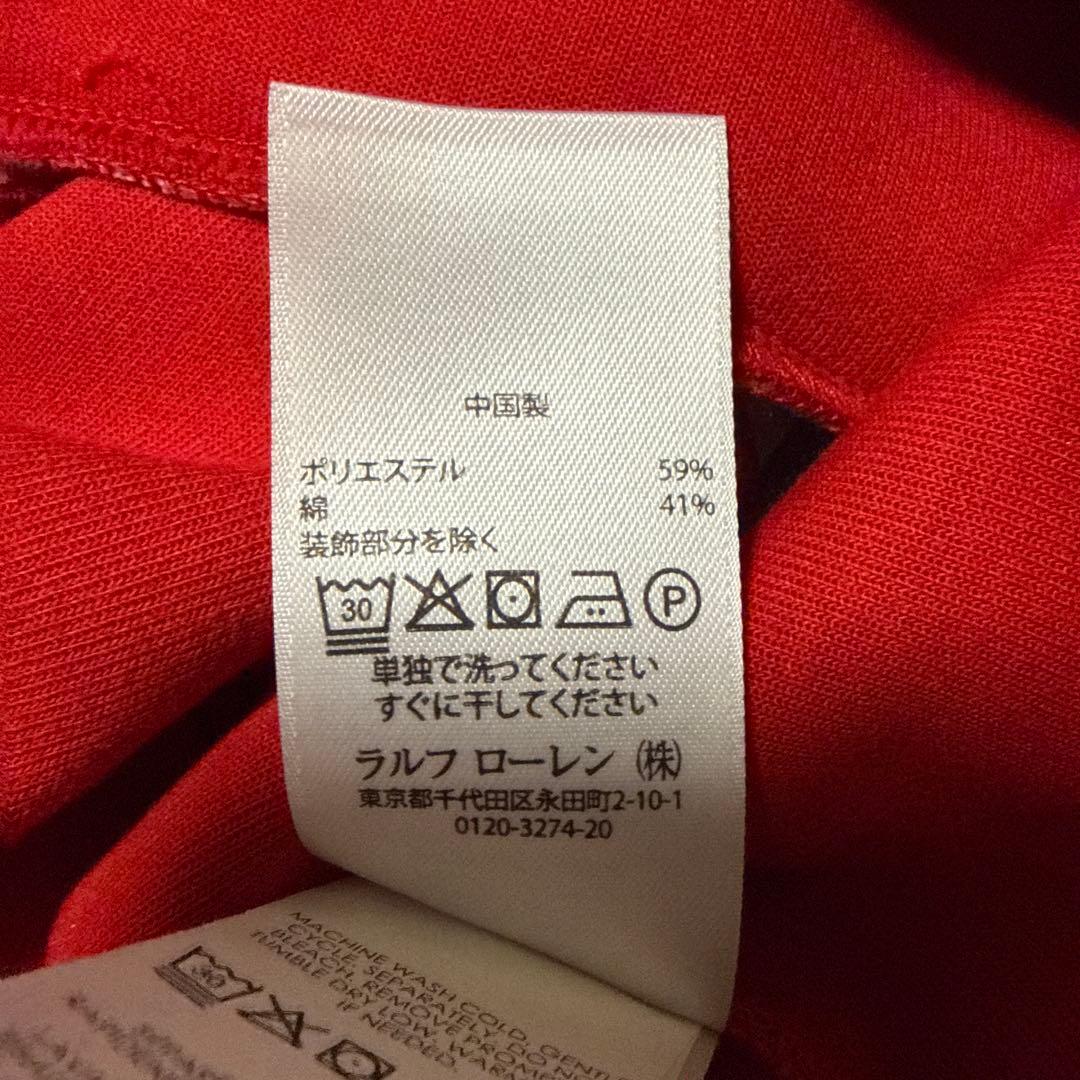 中国製
ポリエステル 59%
綿 41%
装飾部分を除く
30 P
単独で洗ってください
すぐに干してください
ラルフ ローレン (株)
東京都千代田区永田町2-10-1
0120-3274-20
MACHINE WASH COLD, GENTLE
CYCLE, SEPARATELY. DO NOT
BLEACH, REMOVE PROMPTLY.
TUMBLE DRY LOW, WARM
IF NEEDED.
30